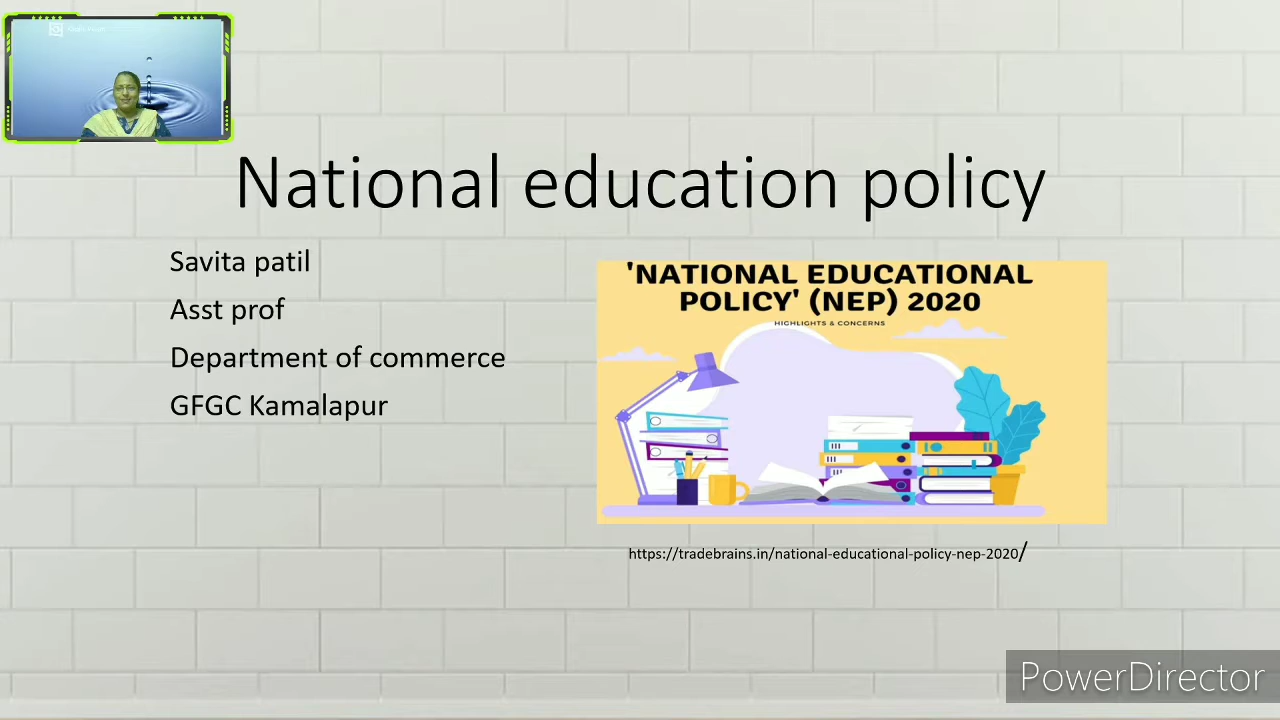 National education policy
Savita patil
Asst prof
Department of commerce
GFGC Kamalapur
'NATIONAL EDUCATIONAL
POLICY' (NEP) 2020
HIGHLIGHTS & CONCERNS
https://tradebrains.in/national-educational-policy-nep-2020/
PowerDirector